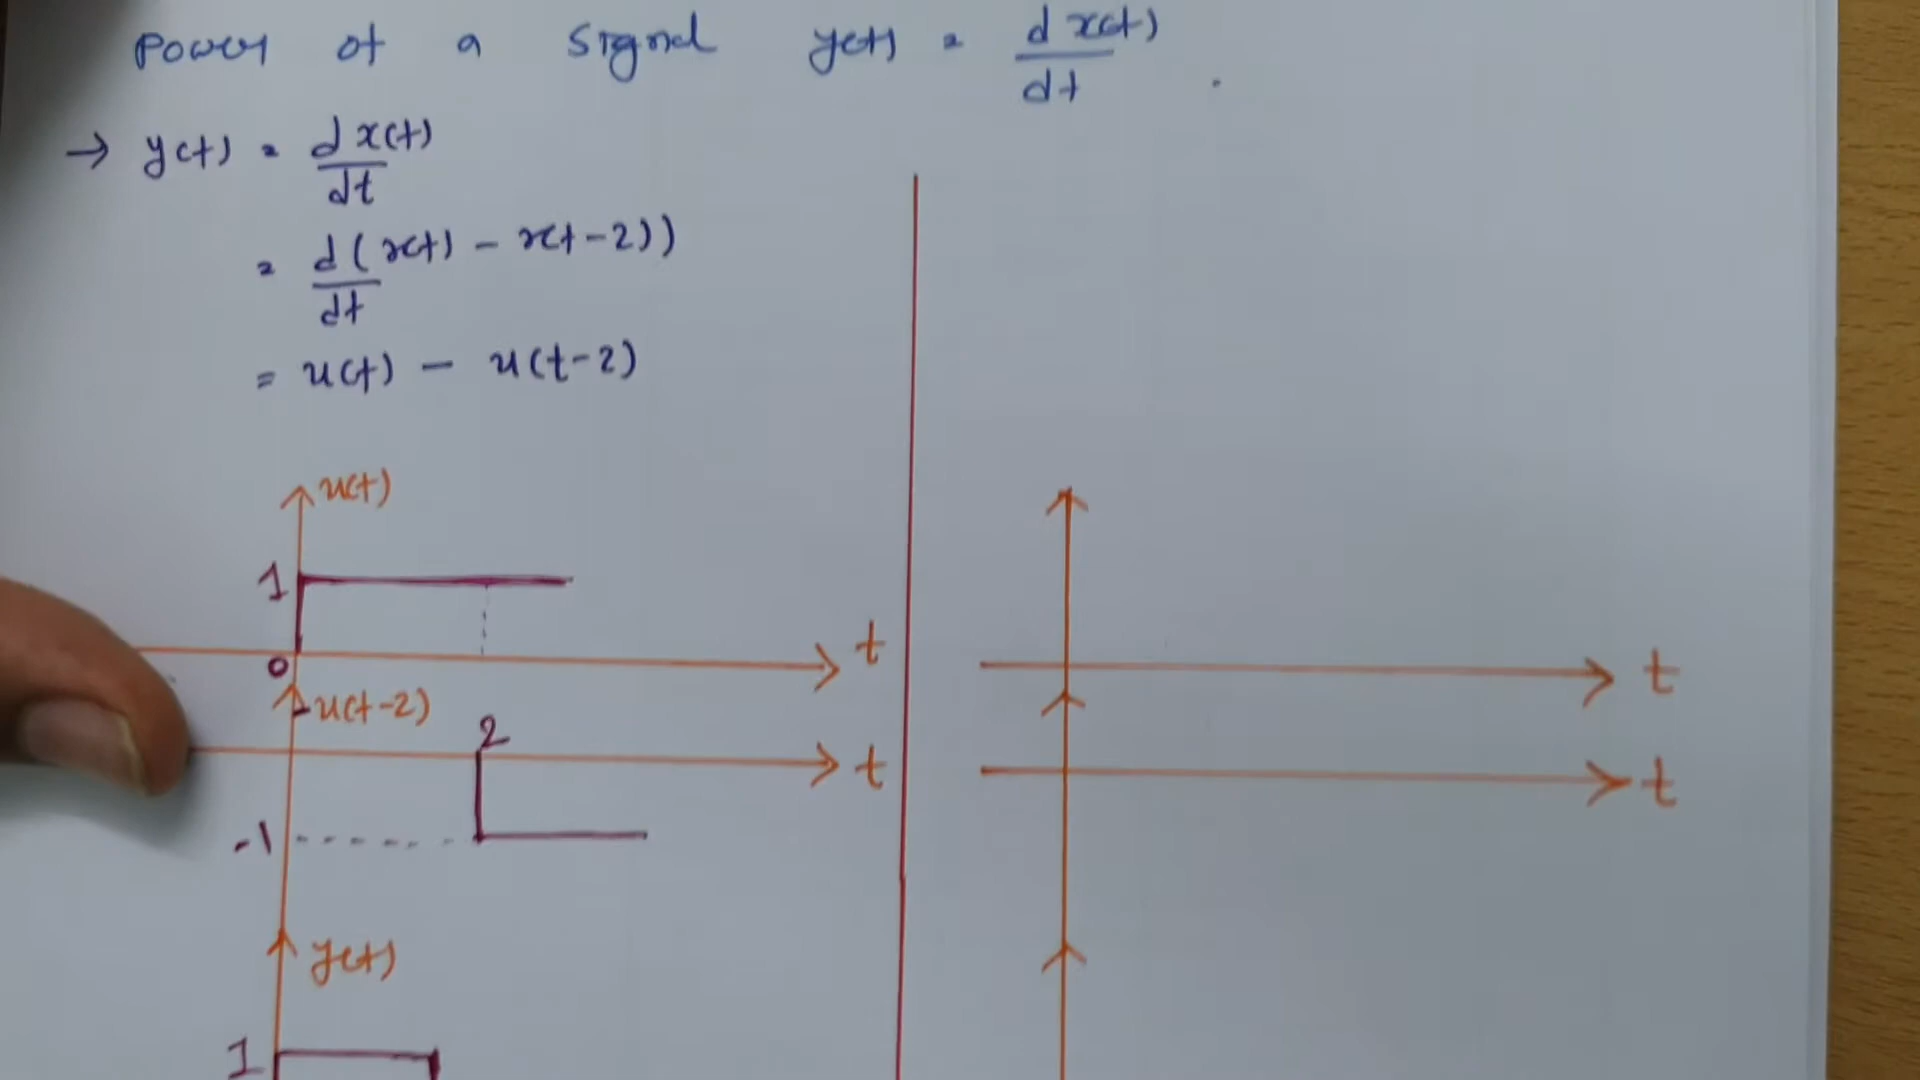 Power of a signal y(t) = d x(t)
dt .
→ y(t) = d x(t)
dt
= d (x(t) - x(t-2))
dt
= u(t) - u(t-2)
u(t)
1
t
0
t
-u(t-2)
2
t
t
-1
y(t)
1